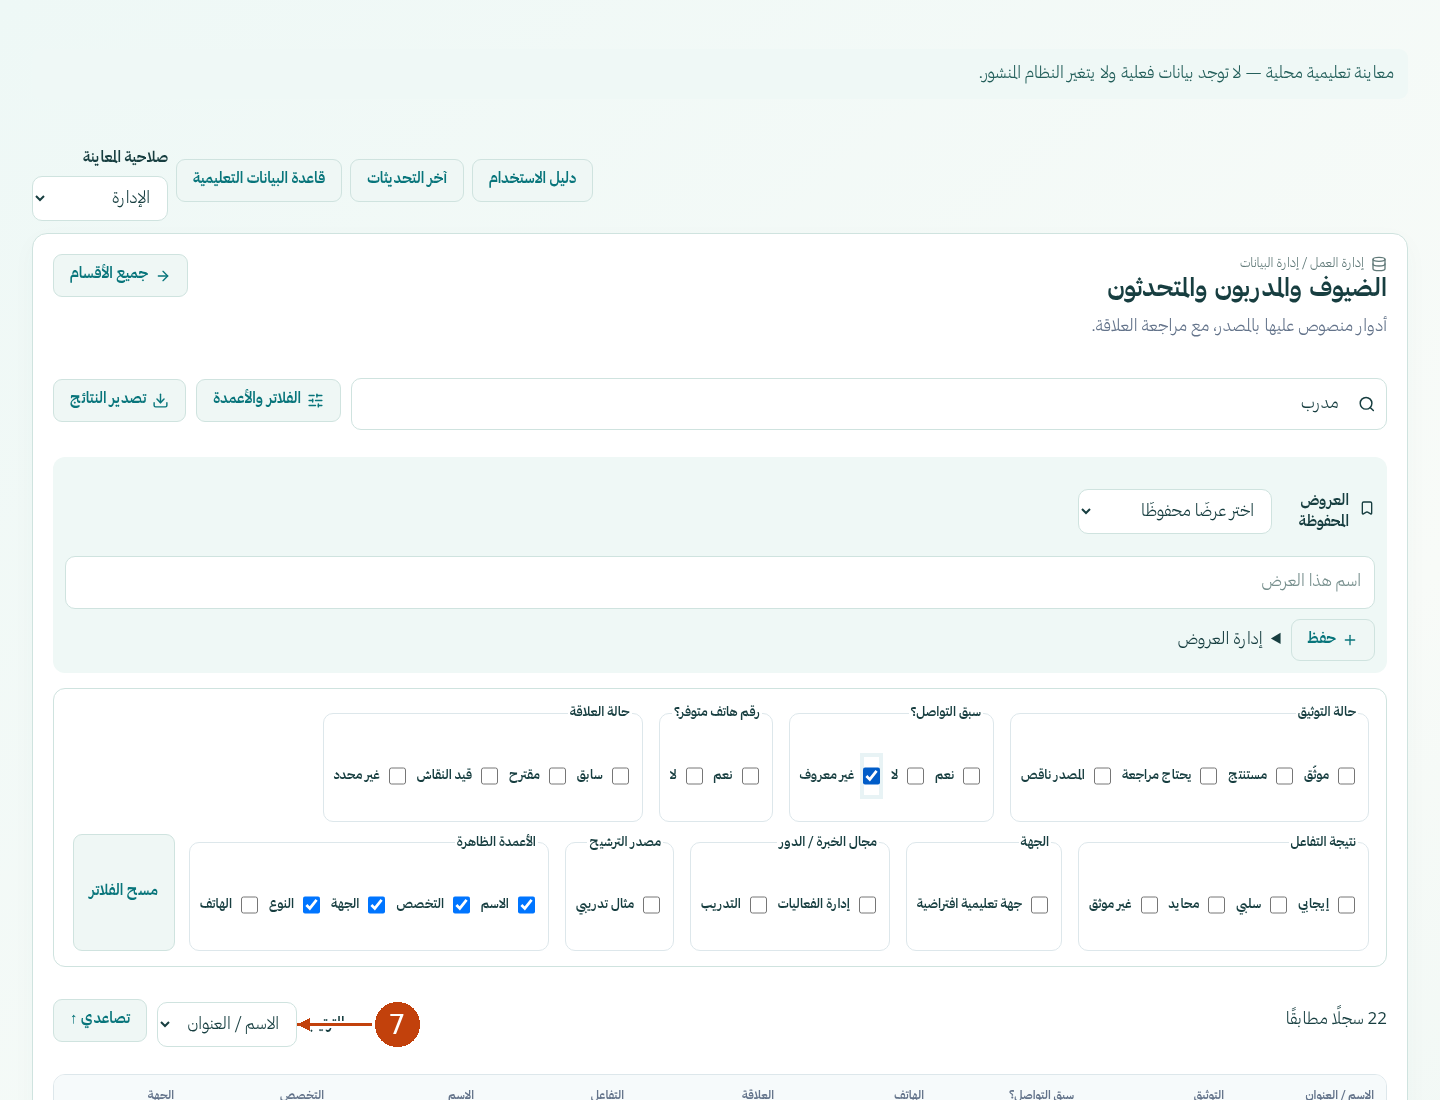 معاينة تعليمية محلية — لا توجد بيانات فعلية ولا يتغير النظام المنشور.
دليل الاستخدام
آخر التحديثات
قاعدة البيانات التعليمية
صلاحية المعاينة
الإدارة
إدارة العمل / إدارة البيانات
الضيوف والمدربون والمتحدثون
أدوار منصوص عليها بالمصدر، مع مراجعة العلاقة.
→ جميع الأقسام
مدرب
الفلاتر والأعمدة
تصدير النتائج
العروض
المحفوظة
اختر عرضًا محفوظًا
اسم هذا العرض
+ حفظ
◀ إدارة العروض
حالة التوثيق
موثّق مستنتج يحتاج مراجعة المصدر ناقص
سبق التواصل؟
نعم لا غير معروف
رقم هاتف متوفر؟
نعم لا
حالة العلاقة
سابق مقترح قيد النقاش غير محدد
نتيجة التفاعل
إيجابي سلبي محايد غير موثق
الجهة
جهة تعليمية افتراضية
مجال الخبرة / الدور
إدارة الفعاليات التدريب
مصدر الترشيح
مثال تدريبي
الأعمدة الظاهرة
الاسم التخصص الجهة النوع الهاتف
مسح الفلاتر
22 سجلًا مطابقًا
7
الاسم / العنوان
تصاعدي ↑
الاسم / العنوان التوثيق سبق التواصل؟ الهاتف العلاقة التفاعل الاسم التخصص الجهة